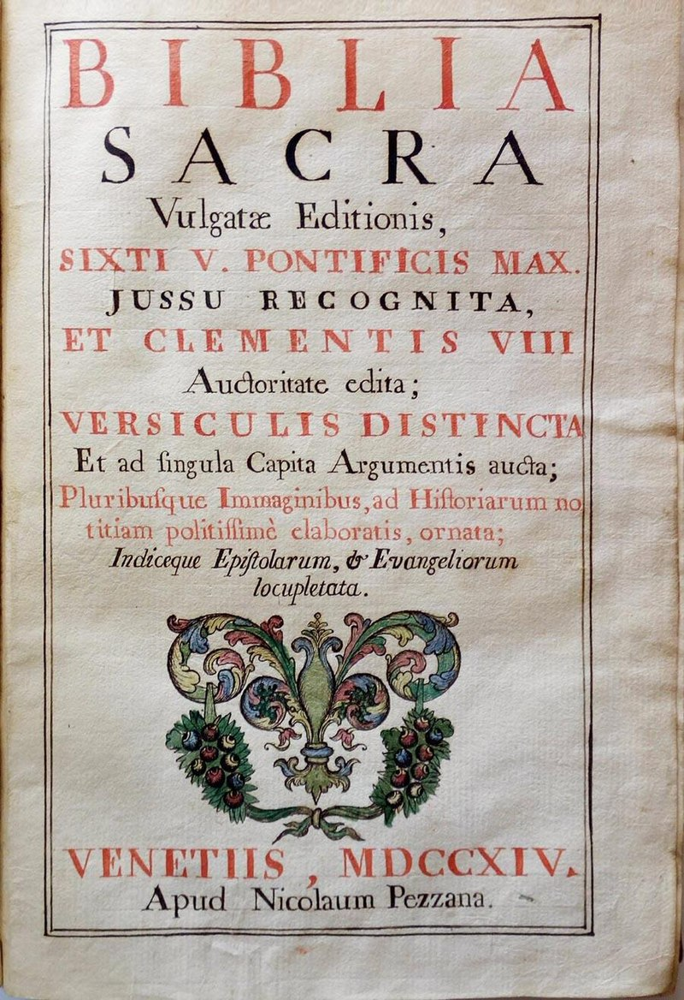 BIBLIA
SACRA
Vulgatæ Editionis,
SIXTI V. PONTIFICIS MAX.
JUSSU RECOGNITA,
ET CLEMENTIS VIII
Auctoritate edita;
VERSICULIS DISTINCTA
Et ad ſingula Capita Argumentis aucta;
Pluribuſque Immaginibus, ad Hiſtoriarum no
titiam politiſſimè elaboratis, ornata;
Indiceque Epiſtolarum, & Evangeliorum
locupletata.
VENETIIS, MDCCXIV.
Apud Nicolaum Pezzana.